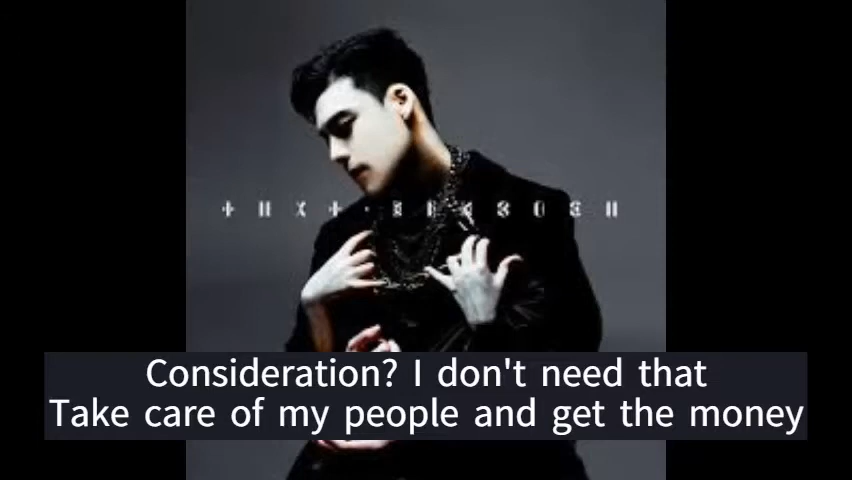 Consideration? I don't need that
Take care of my people and get the money